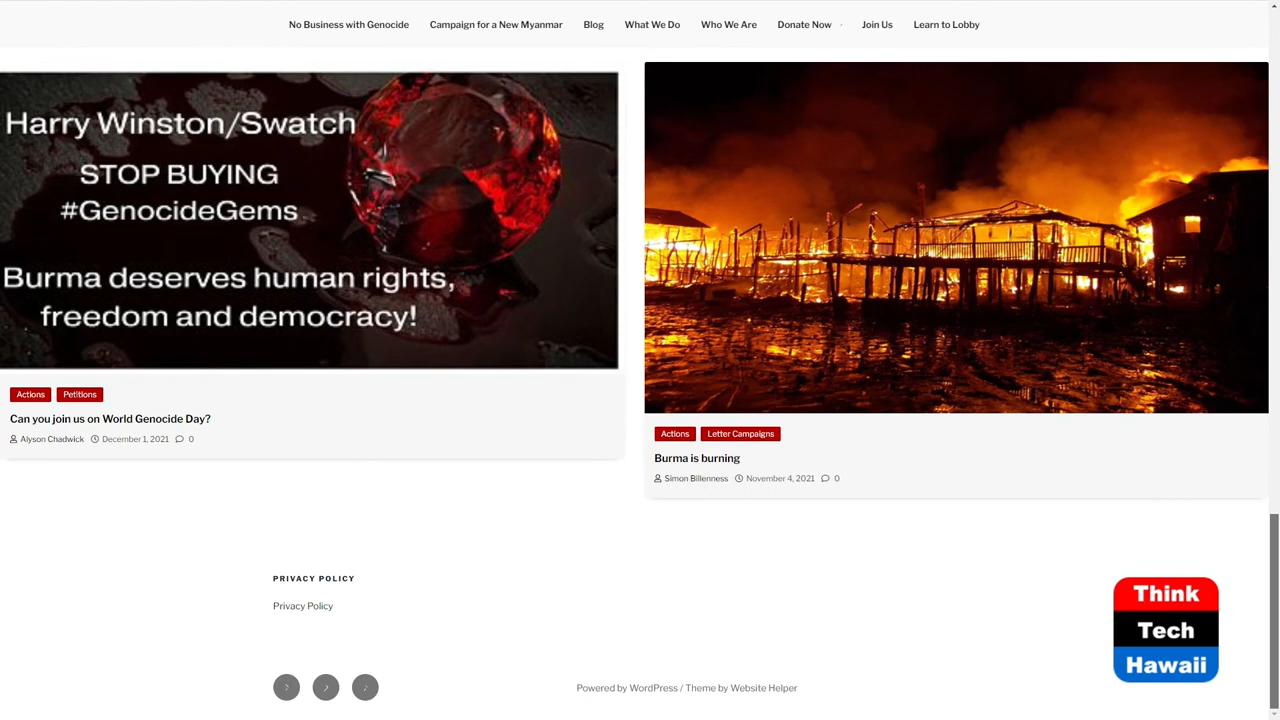 No Business with Genocide Campaign for a New Myanmar Blog What We Do Who We Are Donate Now Join Us Learn to Lobby
Harry Winston/Swatch
STOP BUYING
#GenocideGems
Burma deserves human rights,
freedom and democracy!
Actions Petitions
Can you join us on World Genocide Day?
Alyson Chadwick December 1, 2021 0
Actions Letter Campaigns
Burma is burning
Simon Billenness November 4, 2021 0
PRIVACY POLICY
Privacy Policy
Powered by WordPress / Theme by Website Helper
Think
Tech
Hawaii